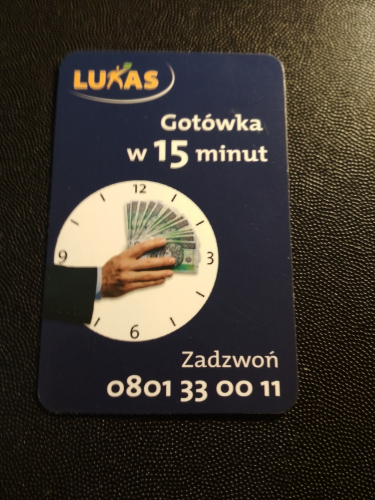 LUKAS
Gotówka
w 15 minut
12
9
3
6
Zadzwoń
0801 33 00 11